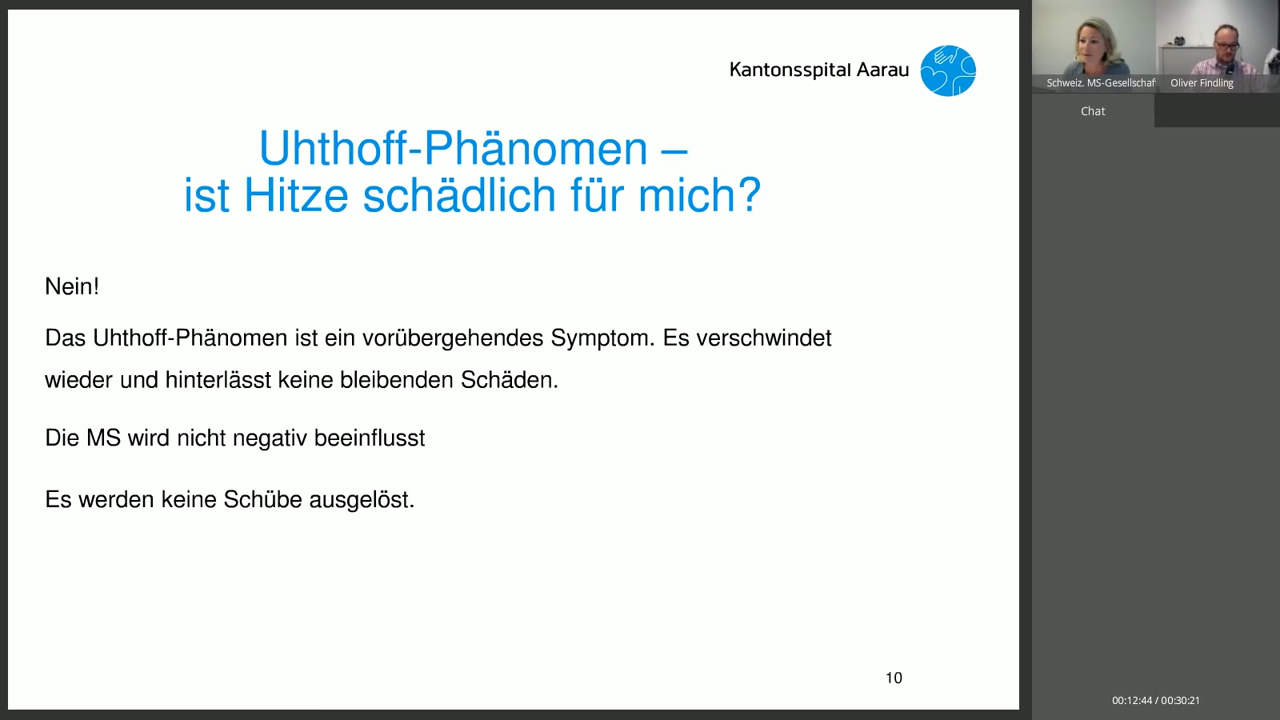 Kantonsspital Aarau
Uhthoff-Phänomen –
ist Hitze schädlich für mich?
Nein!
Das Uhthoff-Phänomen ist ein vorübergehendes Symptom. Es verschwindet
wieder und hinterlässt keine bleibenden Schäden.
Die MS wird nicht negativ beeinflusst
Es werden keine Schübe ausgelöst.
10
Schweiz. MS-Gesellschaf
Oliver Findling
Chat
00:12:44 / 00:30:21